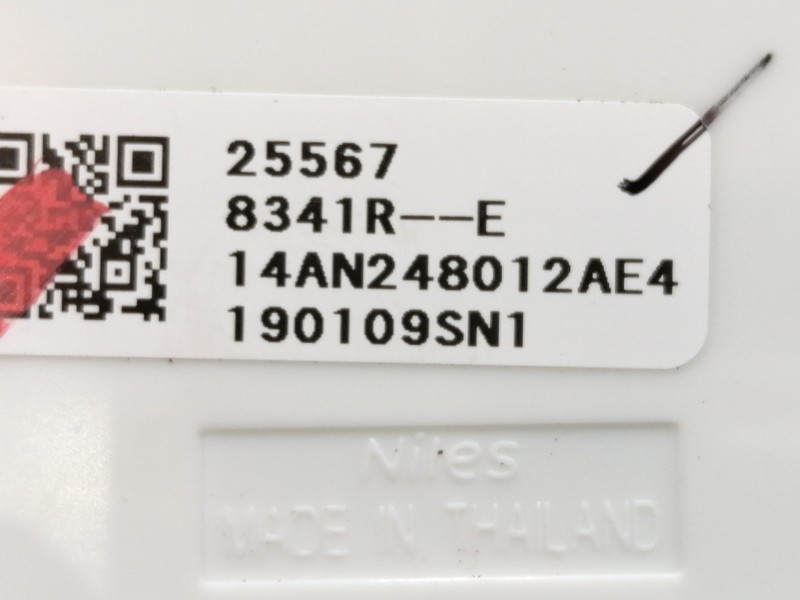 25567
8341R--E
14AN248012AE4
190109SN1
Niles
MADE IN THAILAND